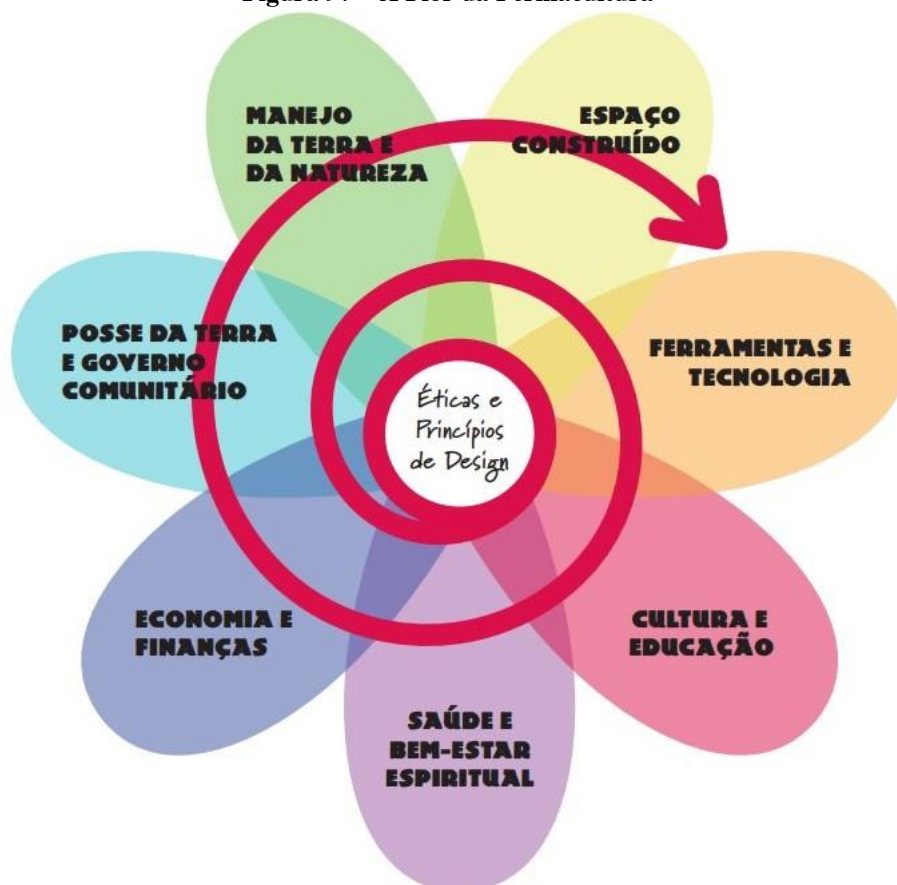 MANEJO
DA TERRA E
DA NATUREZA
ESPAÇO
CONSTRUÍDO
FERRAMENTAS E
TECNOLOGIA
CULTURA E
EDUCAÇÃO
SAÚDE E
BEM-ESTAR
ESPIRITUAL
ECONOMIA E
FINANÇAS
POSSE DA TERRA
E GOVERNO
COMUNITÁRIO
Éticas e
Princípios
de Design